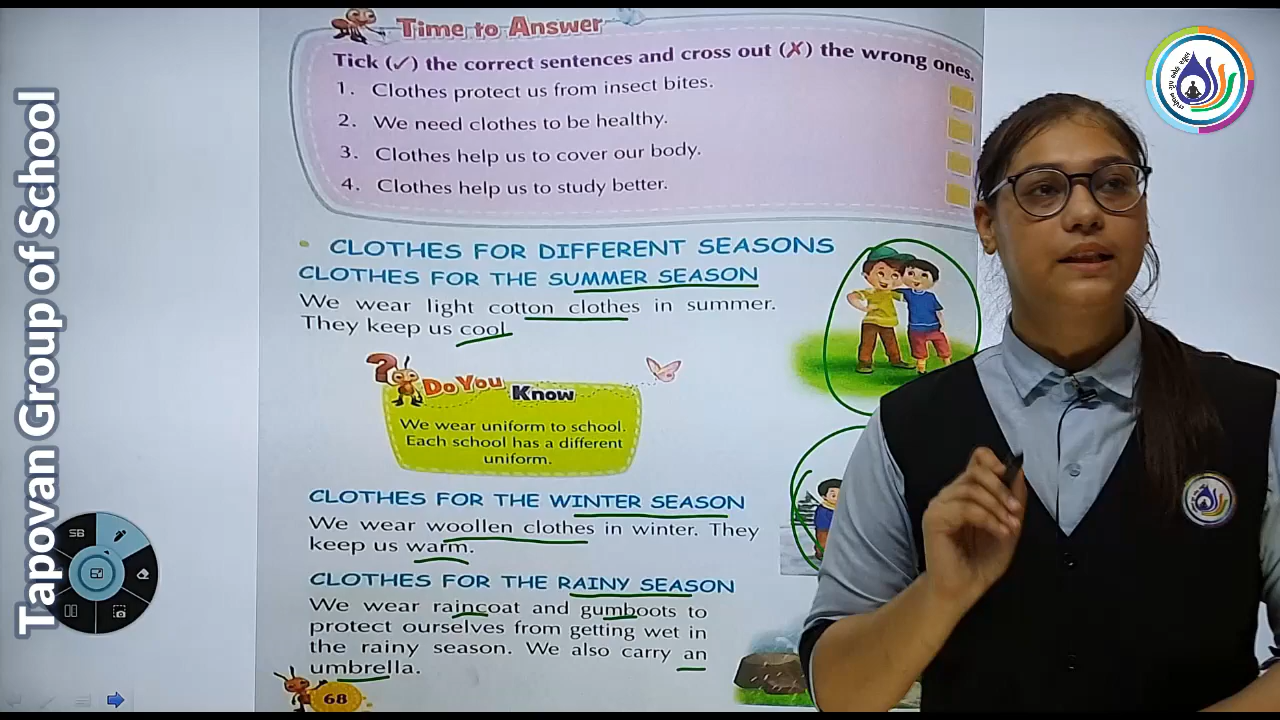 Time to Answer
Tick (✓) the correct sentences and cross out (✗) the wrong ones.
1. Clothes protect us from insect bites.
2. We need clothes to be healthy.
3. Clothes help us to cover our body.
4. Clothes help us to study better.
CLOTHES FOR DIFFERENT SEASONS
CLOTHES FOR THE SUMMER SEASON
We wear light cotton clothes in summer.
They keep us cool
Do You Know
We wear uniform to school.
Each school has a different
uniform.
CLOTHES FOR THE WINTER SEASON
We wear woollen clothes in winter. They
keep us warm.
CLOTHES FOR THE RAINY SEASON
We wear raincoat and gumboots to
protect ourselves from getting wet in
the rainy season. We also carry an
umbrella.
68
Tapovan Group of School
SB